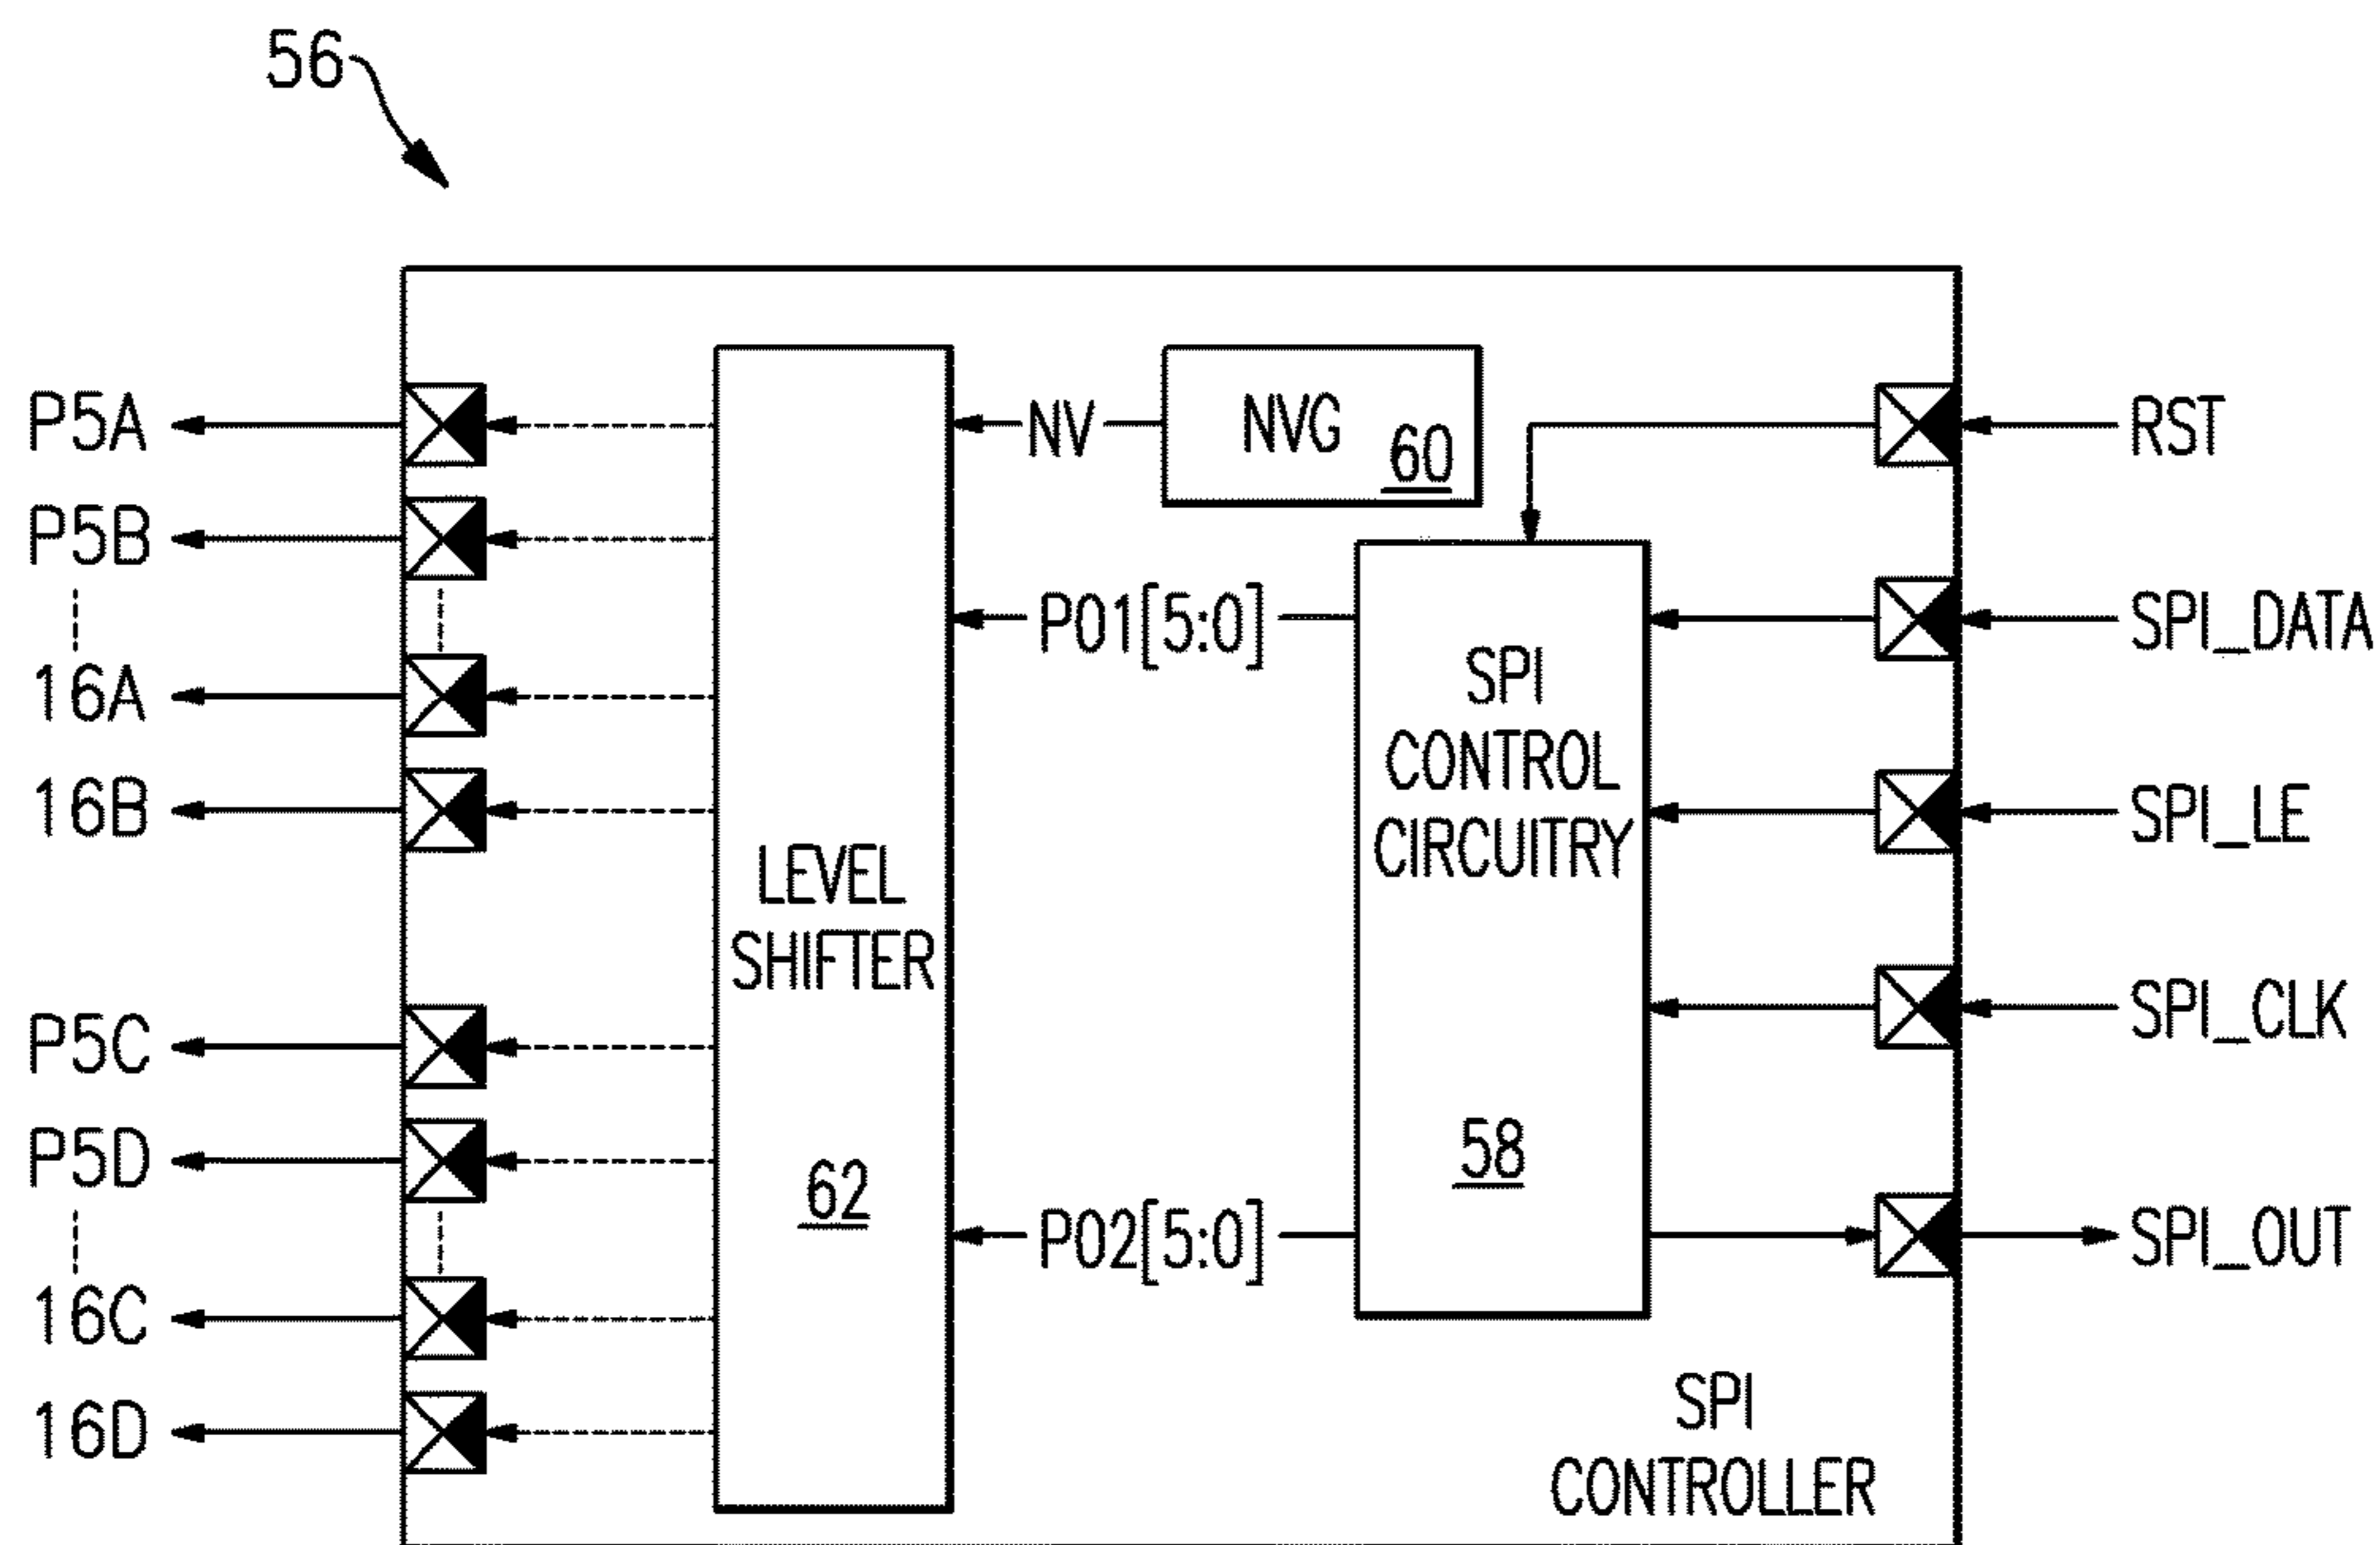 56
P5A
P5B
16A
16B
P5C
P5D
16C
16D
LEVEL
SHIFTER
62
NV
NVG
60
P01[5:0]
P02[5:0]
SPI
CONTROL
CIRCUITRY
58
RST
SPI_DATA
SPI_LE
SPI_CLK
SPI_OUT
SPI
CONTROLLER